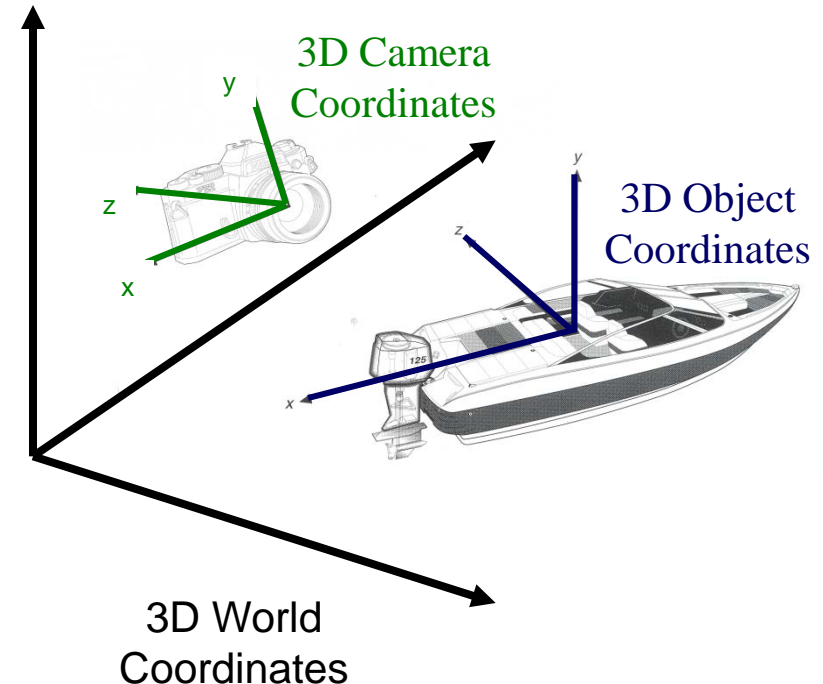 3D Camera
Coordinates
y
z
x
3D Object
Coordinates
y
z
x
125
3D World
Coordinates